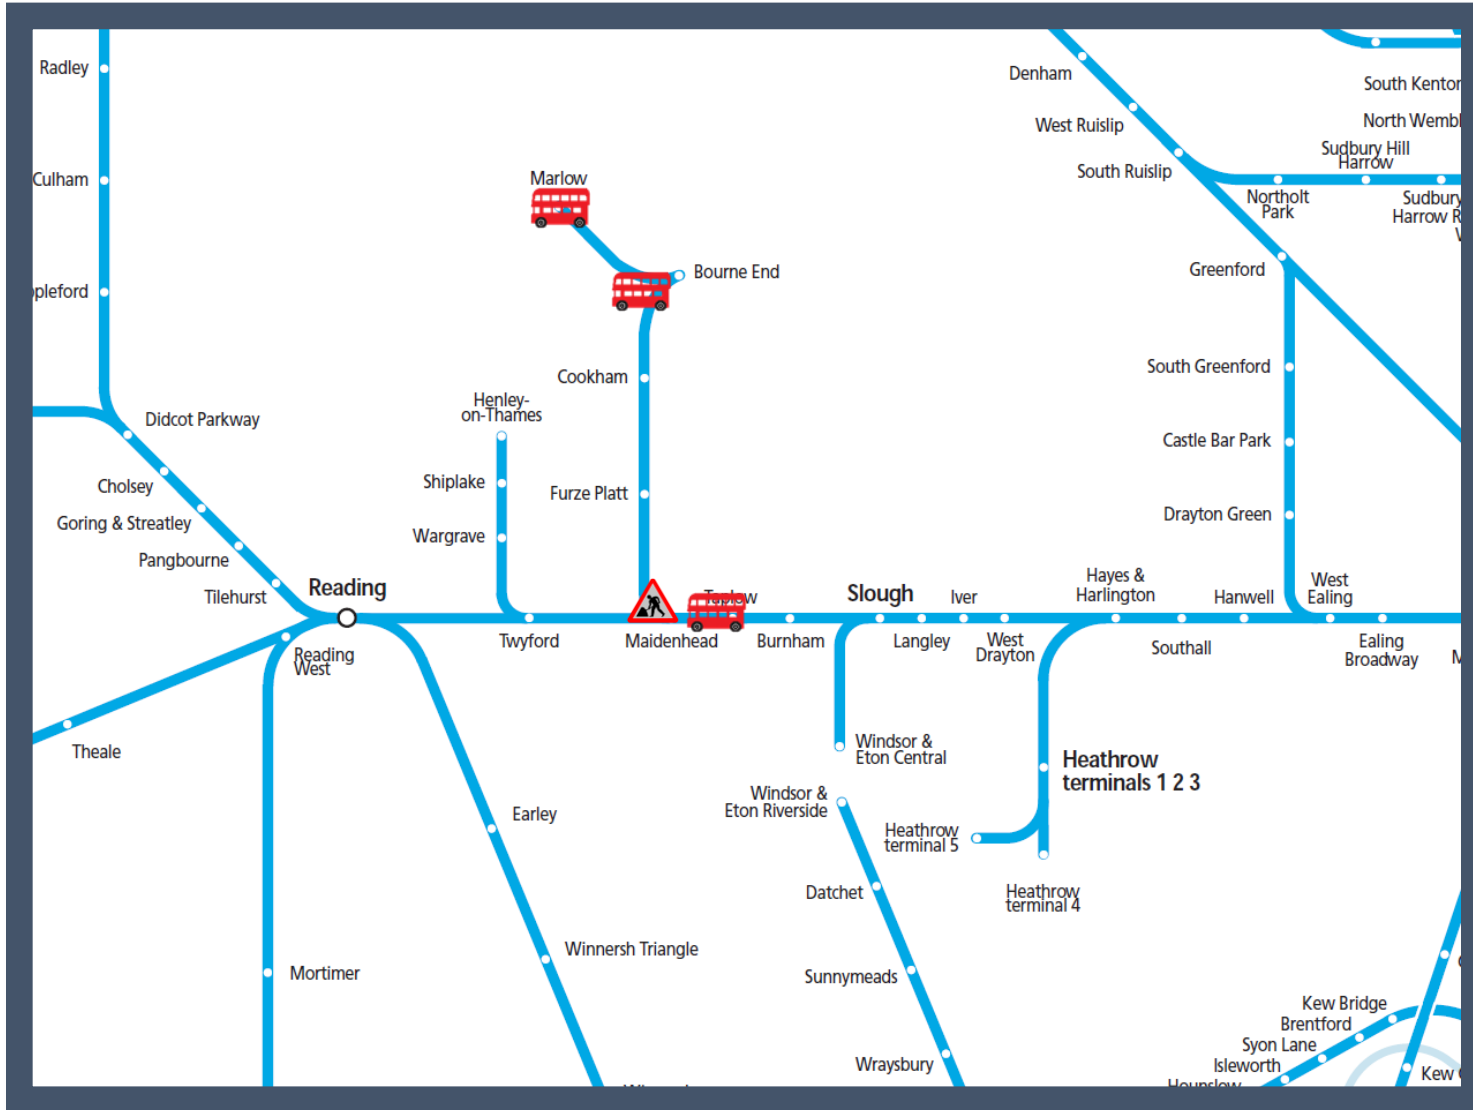 Radley
Culham
Didcot Parkway
Cholsey
Goring & Streatley
Pangbourne
Tilehurst
Reading
Reading
West
Theale
Mortimer
Earley
Winnersh Triangle
Henley-
on-Thames
Shiplake
Wargrave
Twyford
Marlow
Bourne End
Cookham
Furze Platt
Maidenhead
Taplow
Burnham
Slough
Langley
Iver
West
Drayton
Windsor &
Eton Central
Windsor &
Eton Riverside
Datchet
Sunnymeads
Wraysbury
Heathrow
terminals 1 2 3
Heathrow
terminal 5
Heathrow
terminal 4
Hayes &
Harlington
Southall
Hanwell
West
Ealing
Ealing
Broadway
Drayton Green
Castle Bar Park
South Greenford
Greenford
Denham
West Ruislip
South Ruislip
Northolt
Park
Sudbury Hill
Harrow
Sudbury
Harrow R
South Kenton
North Wembl
Kew Bridge
Brentford
Syon Lane
Isleworth
Hounslow
Kew